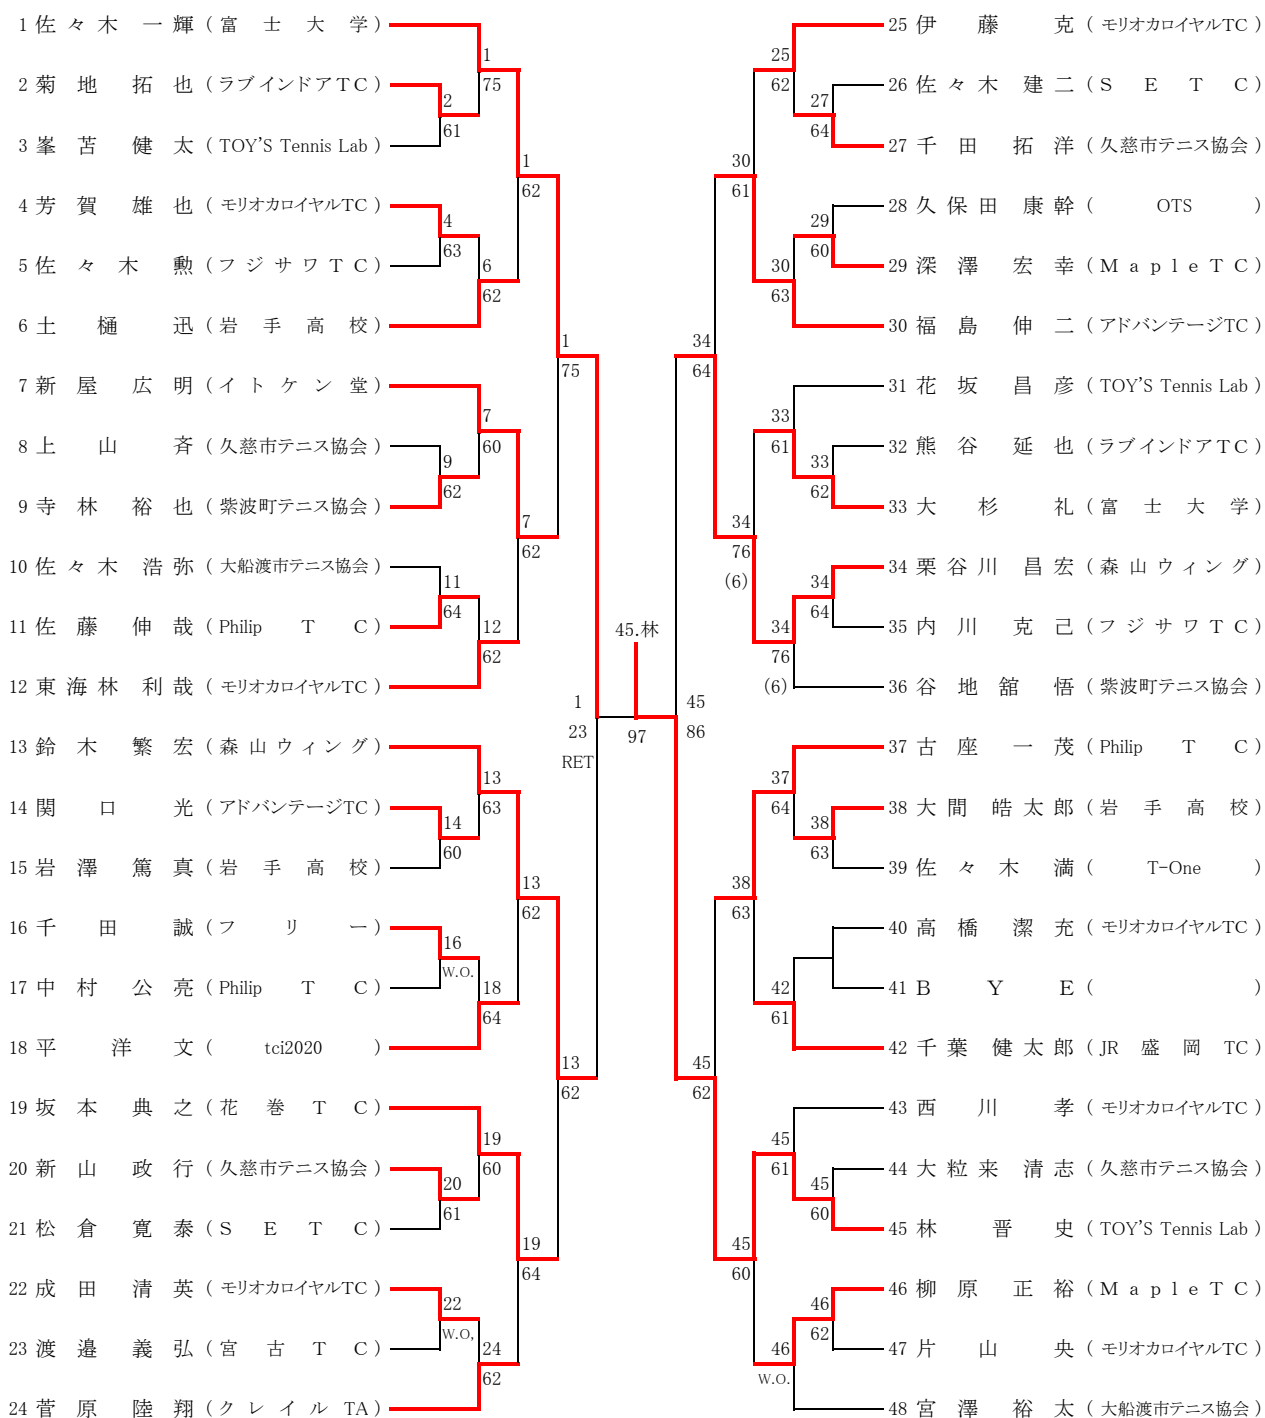 1 佐々木 一輝 (富士大学)
1
75
2 菊地 拓也 (ラブインドアTC)
2
61
3 峯苫 健太 (TOY'S Tennis Lab)
1
62
4 芳賀 雄也 (モリオカロイヤルTC)
4
63
5 佐々木 勲 (フジサワTC)
6
62
6 土樋 迅 (岩手高校)
1
75
7 新屋 広明 (イトケン堂)
7
60
8 上山 斉 (久慈市テニス協会)
9
62
9 寺林 裕也 (紫波町テニス協会)
7
62
10 佐々木 浩弥 (大船渡市テニス協会)
11
64
11 佐藤 伸哉 (Philip TC)
12
62
12 東海林 利哉 (モリオカロイヤルTC)
1
23
RET
13 鈴木 繁宏 (森山ウィング)
13
63
14 関口 光 (アドバンテージTC)
14
60
15 岩澤 篤真 (岩手高校)
13
62
16 千田 誠 (フリー)
16
W.O.
17 中村 公亮 (Philip TC)
18
64
18 平 洋文 (tci2020)
13
62
19 坂本 典之 (花巻TC)
19
60
20 新山 政行 (久慈市テニス協会)
20
61
21 松倉 寛泰 (SETC)
19
64
22 成田 清英 (モリオカロイヤルTC)
22
W.O,
23 渡邉 義弘 (宮古TC)
24
62
24 菅原 陸翔 (クレイルTA)
45.林
97
25 伊藤 克 (モリオカロイヤルTC)
25
62
26 佐々木 建二 (SETC)
27
64
27 千田 拓洋 (久慈市テニス協会)
30
61
28 久保田 康幹 (OTS)
29
60
29 深澤 宏幸 (MapleTC)
30
63
30 福島 伸二 (アドバンテージTC)
34
64
31 花坂 昌彦 (TOY'S Tennis Lab)
33
61
32 熊谷 延也 (ラブインドアTC)
33
62
33 大杉 礼 (富士大学)
34
76
(6)
34 栗谷川 昌宏 (森山ウィング)
34
64
35 内川 克己 (フジサワTC)
34
76
(6)
36 谷地舘 悟 (紫波町テニス協会)
45
86
37 古座 一茂 (Philip TC)
37
64
38 大間 皓太郎 (岩手高校)
38
63
39 佐々木 満 (T-One)
38
63
40 高橋 潔充 (モリオカロイヤルTC)
41 BYE ( )
42
61
42 千葉 健太郎 (JR盛岡TC)
45
62
43 西川 孝 (モリオカロイヤルTC)
45
61
44 大粒来 清志 (久慈市テニス協会)
45
60
45 林 晋史 (TOY'S Tennis Lab)
45
60
46 柳原 正裕 (MapleTC)
46
62
47 片山 央 (モリオカロイヤルTC)
46
W.O.
48 宮澤 裕太 (大船渡市テニス協会)